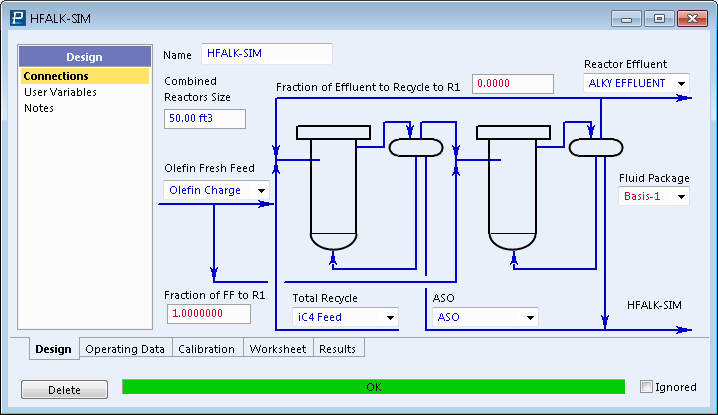 HFALK-SIM
Design
Connections
User Variables
Notes
Name HFALK-SIM
Combined
Reactors Size
50.00 ft3
Fraction of Effluent to Recycle to R1 0.0000
Reactor Effluent
ALKY EFFLUENT
Olefin Fresh Feed
Olefin Charge
Fluid Package
Basis-1
Fraction of FF to R1
1.0000000
Total Recycle
iC4 Feed
ASO
ASO
HFALK-SIM
Design Operating Data Calibration Worksheet Results
Delete OK Ignored